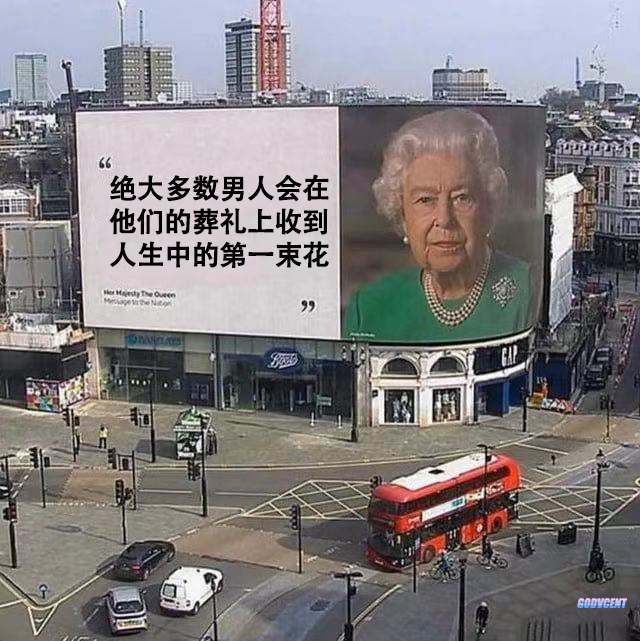 “
绝大多数男人会在
他们的葬礼上收到
人生中的第一束花
Her Majesty The Queen
Message to the Nation
”
BARCLAYS
Boots
GAP
GODVCENT